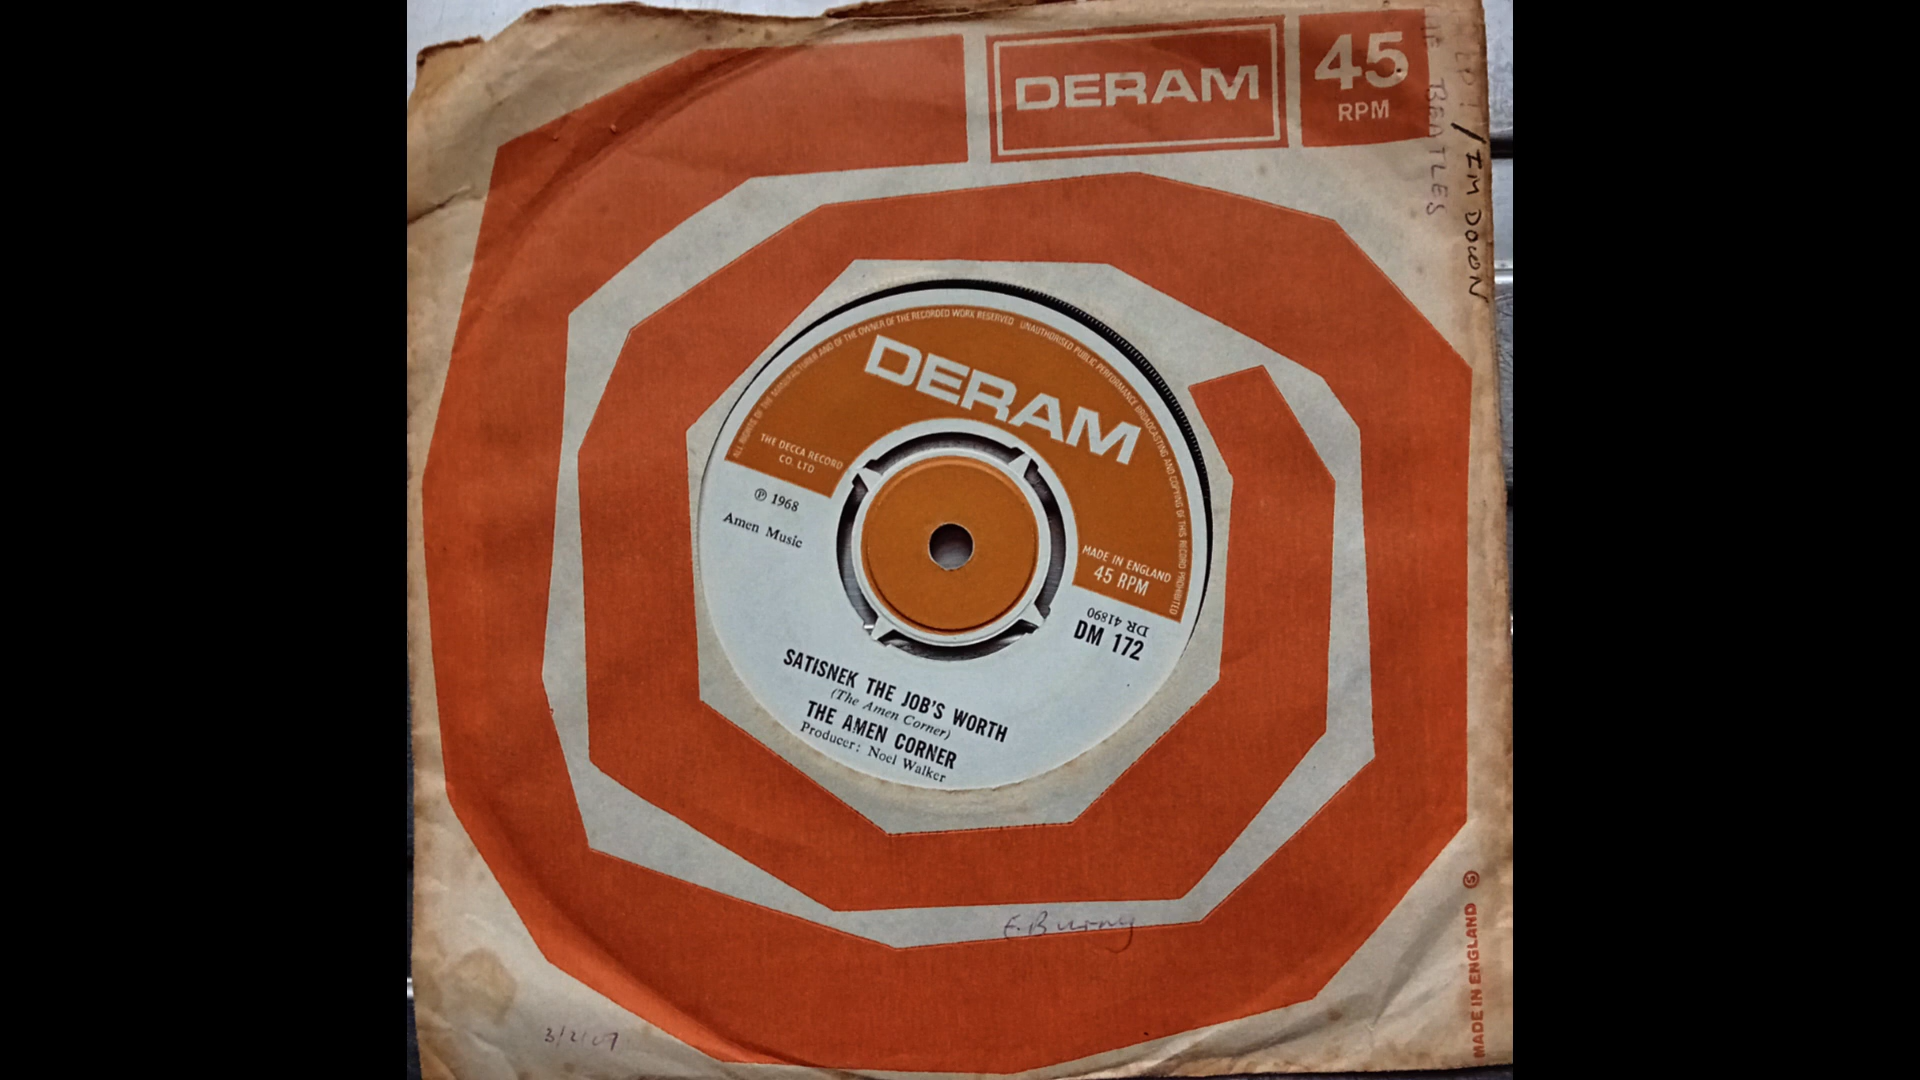 DERAM
45
RPM
THE BEATLES
/ I'M DOWN
ALL RIGHTS OF THE MANUFACTURER AND OF THE OWNER OF THE RECORDED WORK RESERVED UNAUTHORISED PUBLIC PERFORMANCE BROADCASTING AND COPYING OF THIS RECORD PROHIBITED
DERAM
THE DECCA RECORD
CO. LTD
℗ 1968
Amen Music
MADE IN ENGLAND
45 RPM
DR 41890
DM 172
SATISNEK THE JOB'S WORTH
(The Amen Corner)
THE AMEN CORNER
Producer: Noel Walker
MADE IN ENGLAND Ⓢ